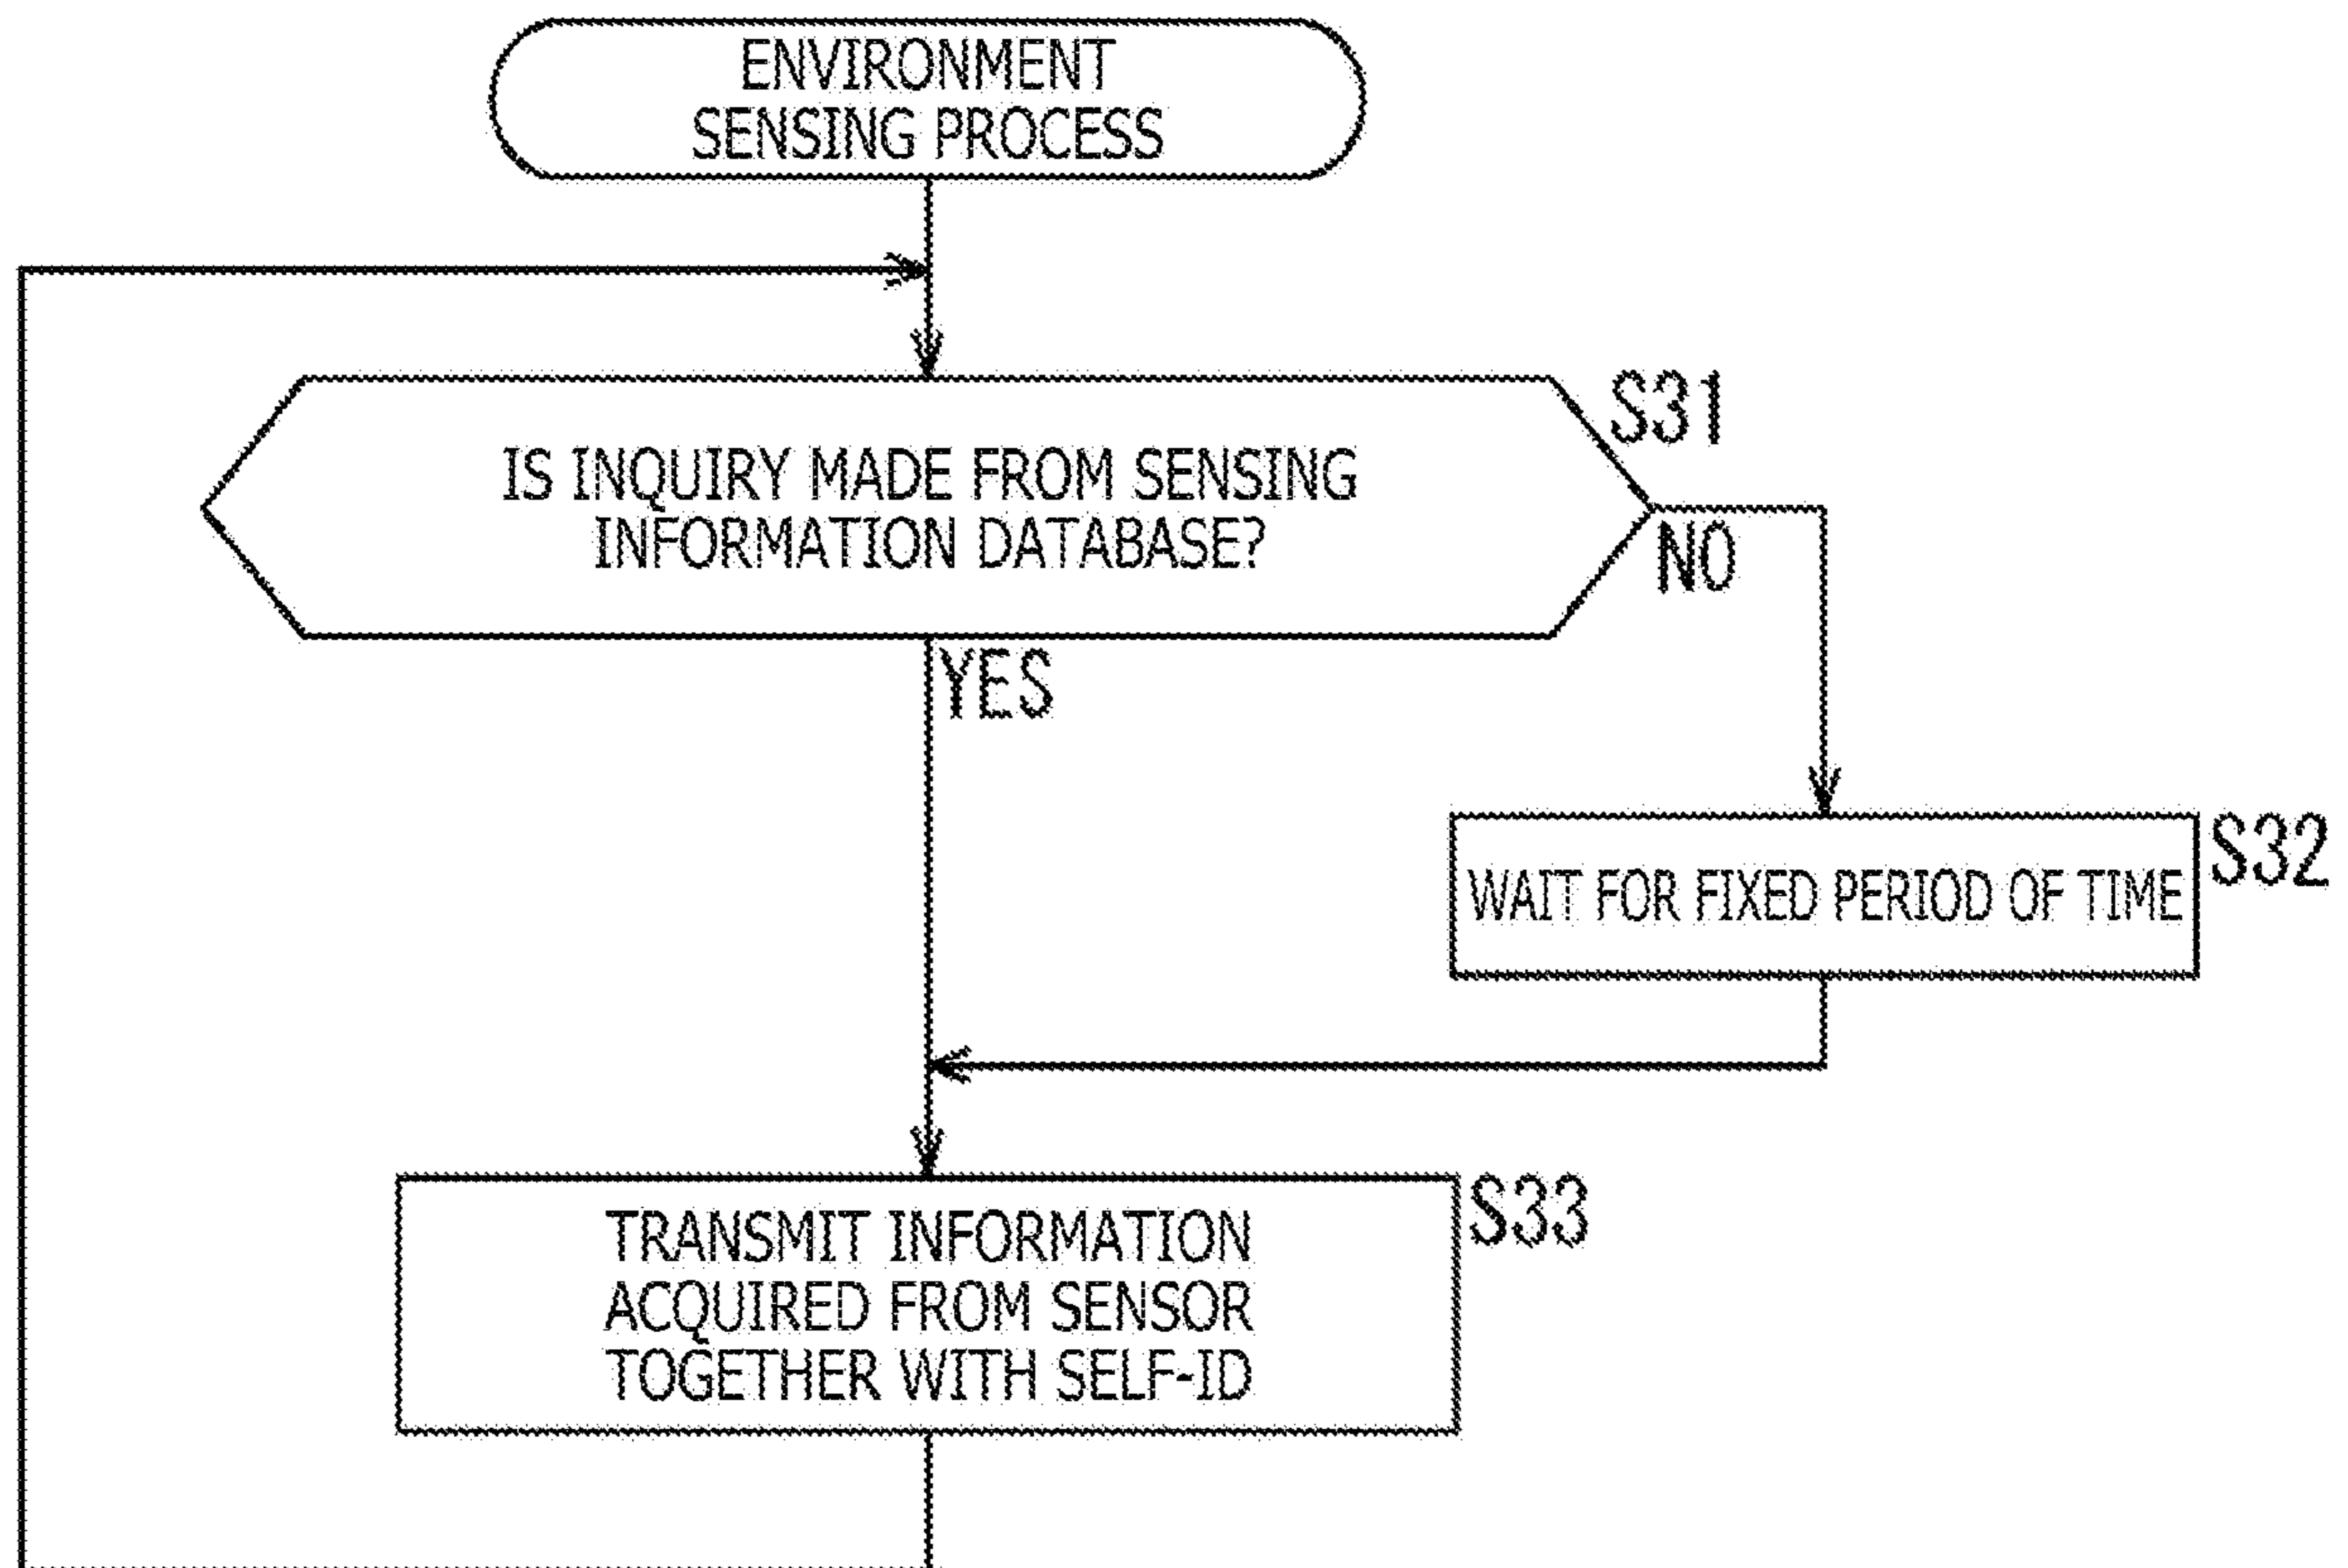 ENVIRONMENT
SENSING PROCESS
S31
IS INQUIRY MADE FROM SENSING
INFORMATION DATABASE?
NO
YES
S32
WAIT FOR FIXED PERIOD OF TIME
S33
TRANSMIT INFORMATION
ACQUIRED FROM SENSOR
TOGETHER WITH SELF-ID